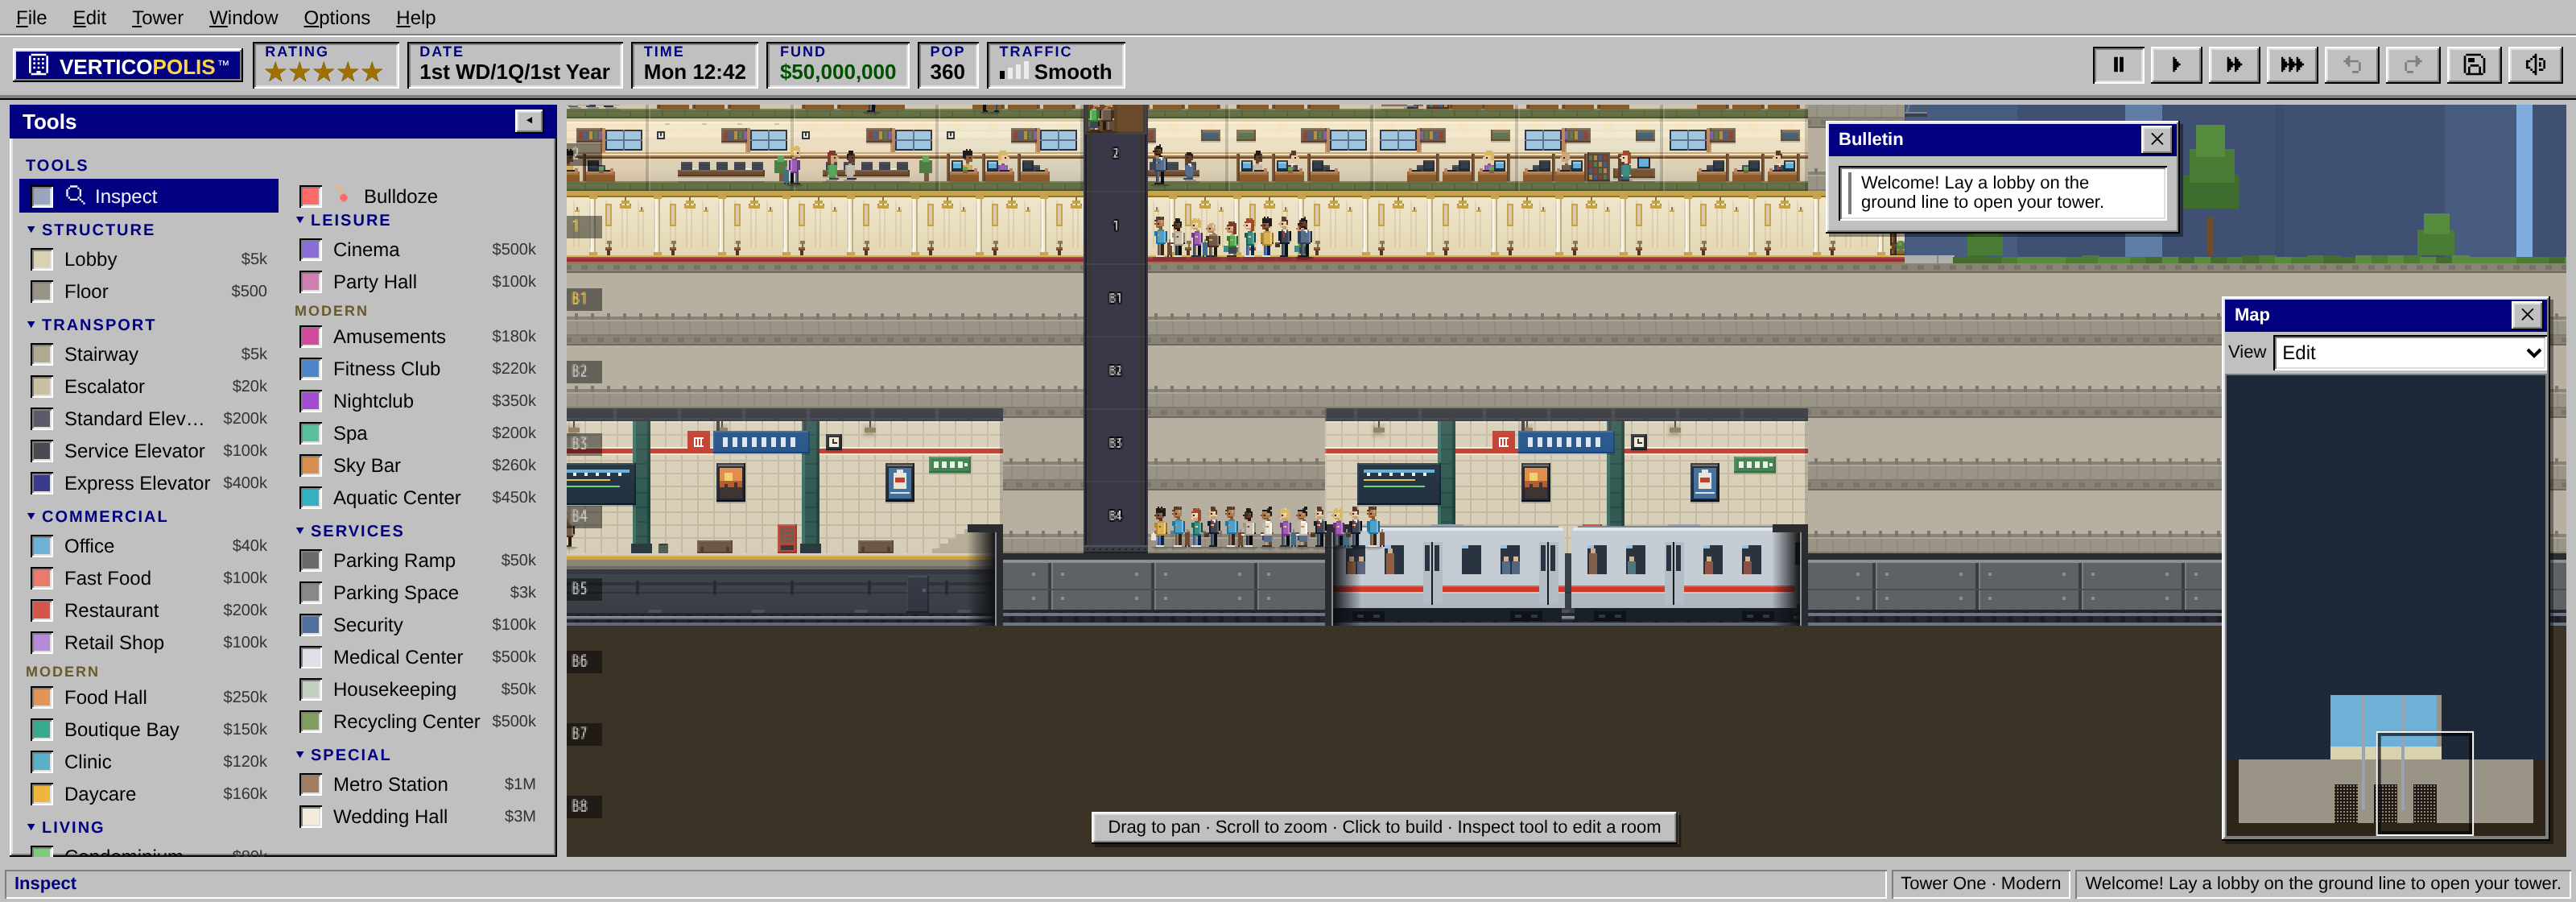 File Edit Tower Window Options Help
VERTICOPOLIS™
RATING
★★★★★
DATE
1st WD/1Q/1st Year
TIME
Mon 12:42
FUND
$50,000,000
POP
360
TRAFFIC
Smooth
Tools
TOOLS
Inspect
Bulldoze
STRUCTURE
Lobby $5k
Floor $500
TRANSPORT
Stairway $5k
Escalator $20k
Standard Elev… $200k
Service Elevator $100k
Express Elevator $400k
COMMERCIAL
Office $40k
Fast Food $100k
Restaurant $200k
Retail Shop $100k
MODERN
Food Hall $250k
Boutique Bay $150k
Clinic $120k
Daycare $160k
LIVING
Condominium $80k
LEISURE
Cinema $500k
Party Hall $100k
MODERN
Amusements $180k
Fitness Club $220k
Nightclub $350k
Spa $200k
Sky Bar $260k
Aquatic Center $450k
SERVICES
Parking Ramp $50k
Parking Space $3k
Security $100k
Medical Center $500k
Housekeeping $50k
Recycling Center $500k
SPECIAL
Metro Station $1M
Wedding Hall $3M
2 2
1 1
B1 B1
B2 B2
B3 B3
B4 B4
B5
B6
B7
B8
Bulletin
Welcome! Lay a lobby on the
ground line to open your tower.
Map
View Edit
Drag to pan · Scroll to zoom · Click to build · Inspect tool to edit a room
Inspect
Tower One · Modern
Welcome! Lay a lobby on the ground line to open your tower.